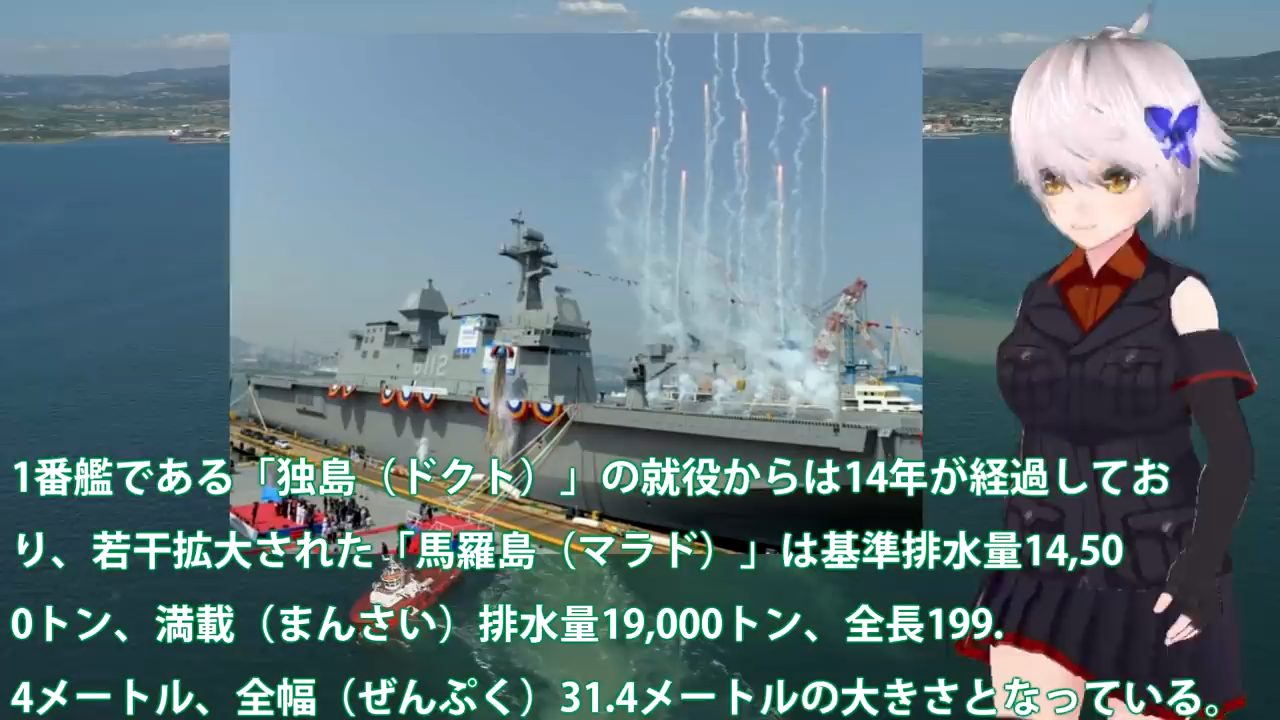 6112
1番艦である「独島（ドクト）」の就役からは14年が経過してお
り、若干拡大された「馬羅島（マラド）」は基準排水量14,50
0トン、満載（まんさい）排水量19,000トン、全長199.
4メートル、全幅（ぜんぷく）31.4メートルの大きさとなっている。